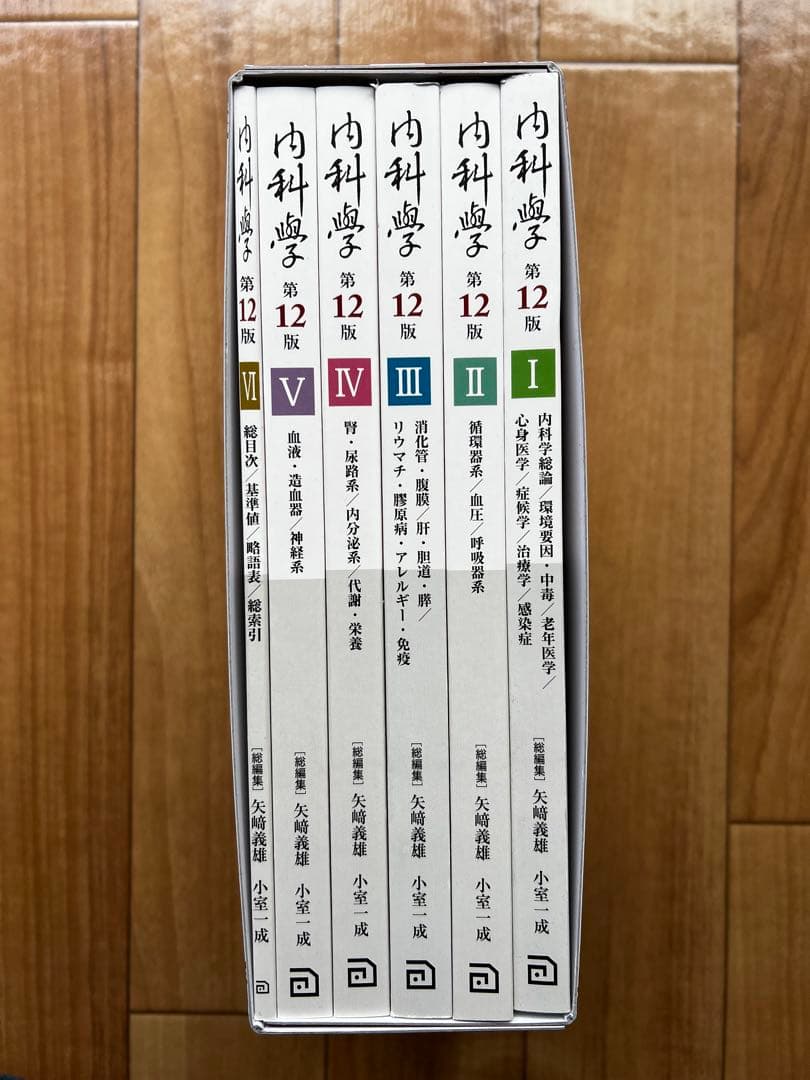 内科學
第12版
I
内科学総論／環境要因・中毒／老年医学／
心身医学／症候学／治療学／感染症
［総編集］矢﨑義雄 小室一成
内科學
第12版
II
循環器系／血圧／呼吸器系
［総編集］矢﨑義雄 小室一成
内科學
第12版
III
消化管・腹膜／肝・胆道・膵／
リウマチ・膠原病・アレルギー・免疫
［総編集］矢﨑義雄 小室一成
内科學
第12版
IV
腎・尿路系／内分泌系／代謝・栄養
［総編集］矢﨑義雄 小室一成
内科學
第12版
V
血液・造血器／神経系
［総編集］矢﨑義雄 小室一成
内科學
第12版
VI
総目次／基準値／略語表／総索引
［総編集］矢﨑義雄 小室一成